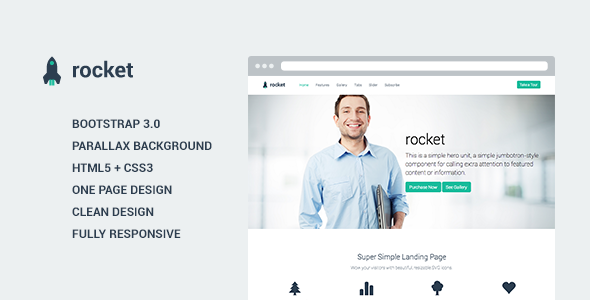 rocket
BOOTSTRAP 3.0
PARALLAX BACKGROUND
HTML5 + CSS3
ONE PAGE DESIGN
CLEAN DESIGN
FULLY RESPONSIVE
rocket
Home Features Gallery Tabs Slider Subscribe
Take a Tour
rocket
This is a simple hero unit, a simple jumbotron-style
component for calling extra attention to featured
content or information.
Purchase Now See Gallery
Super Simple Landing Page
Wow your visitors with beautiful, resizable SVG icons.